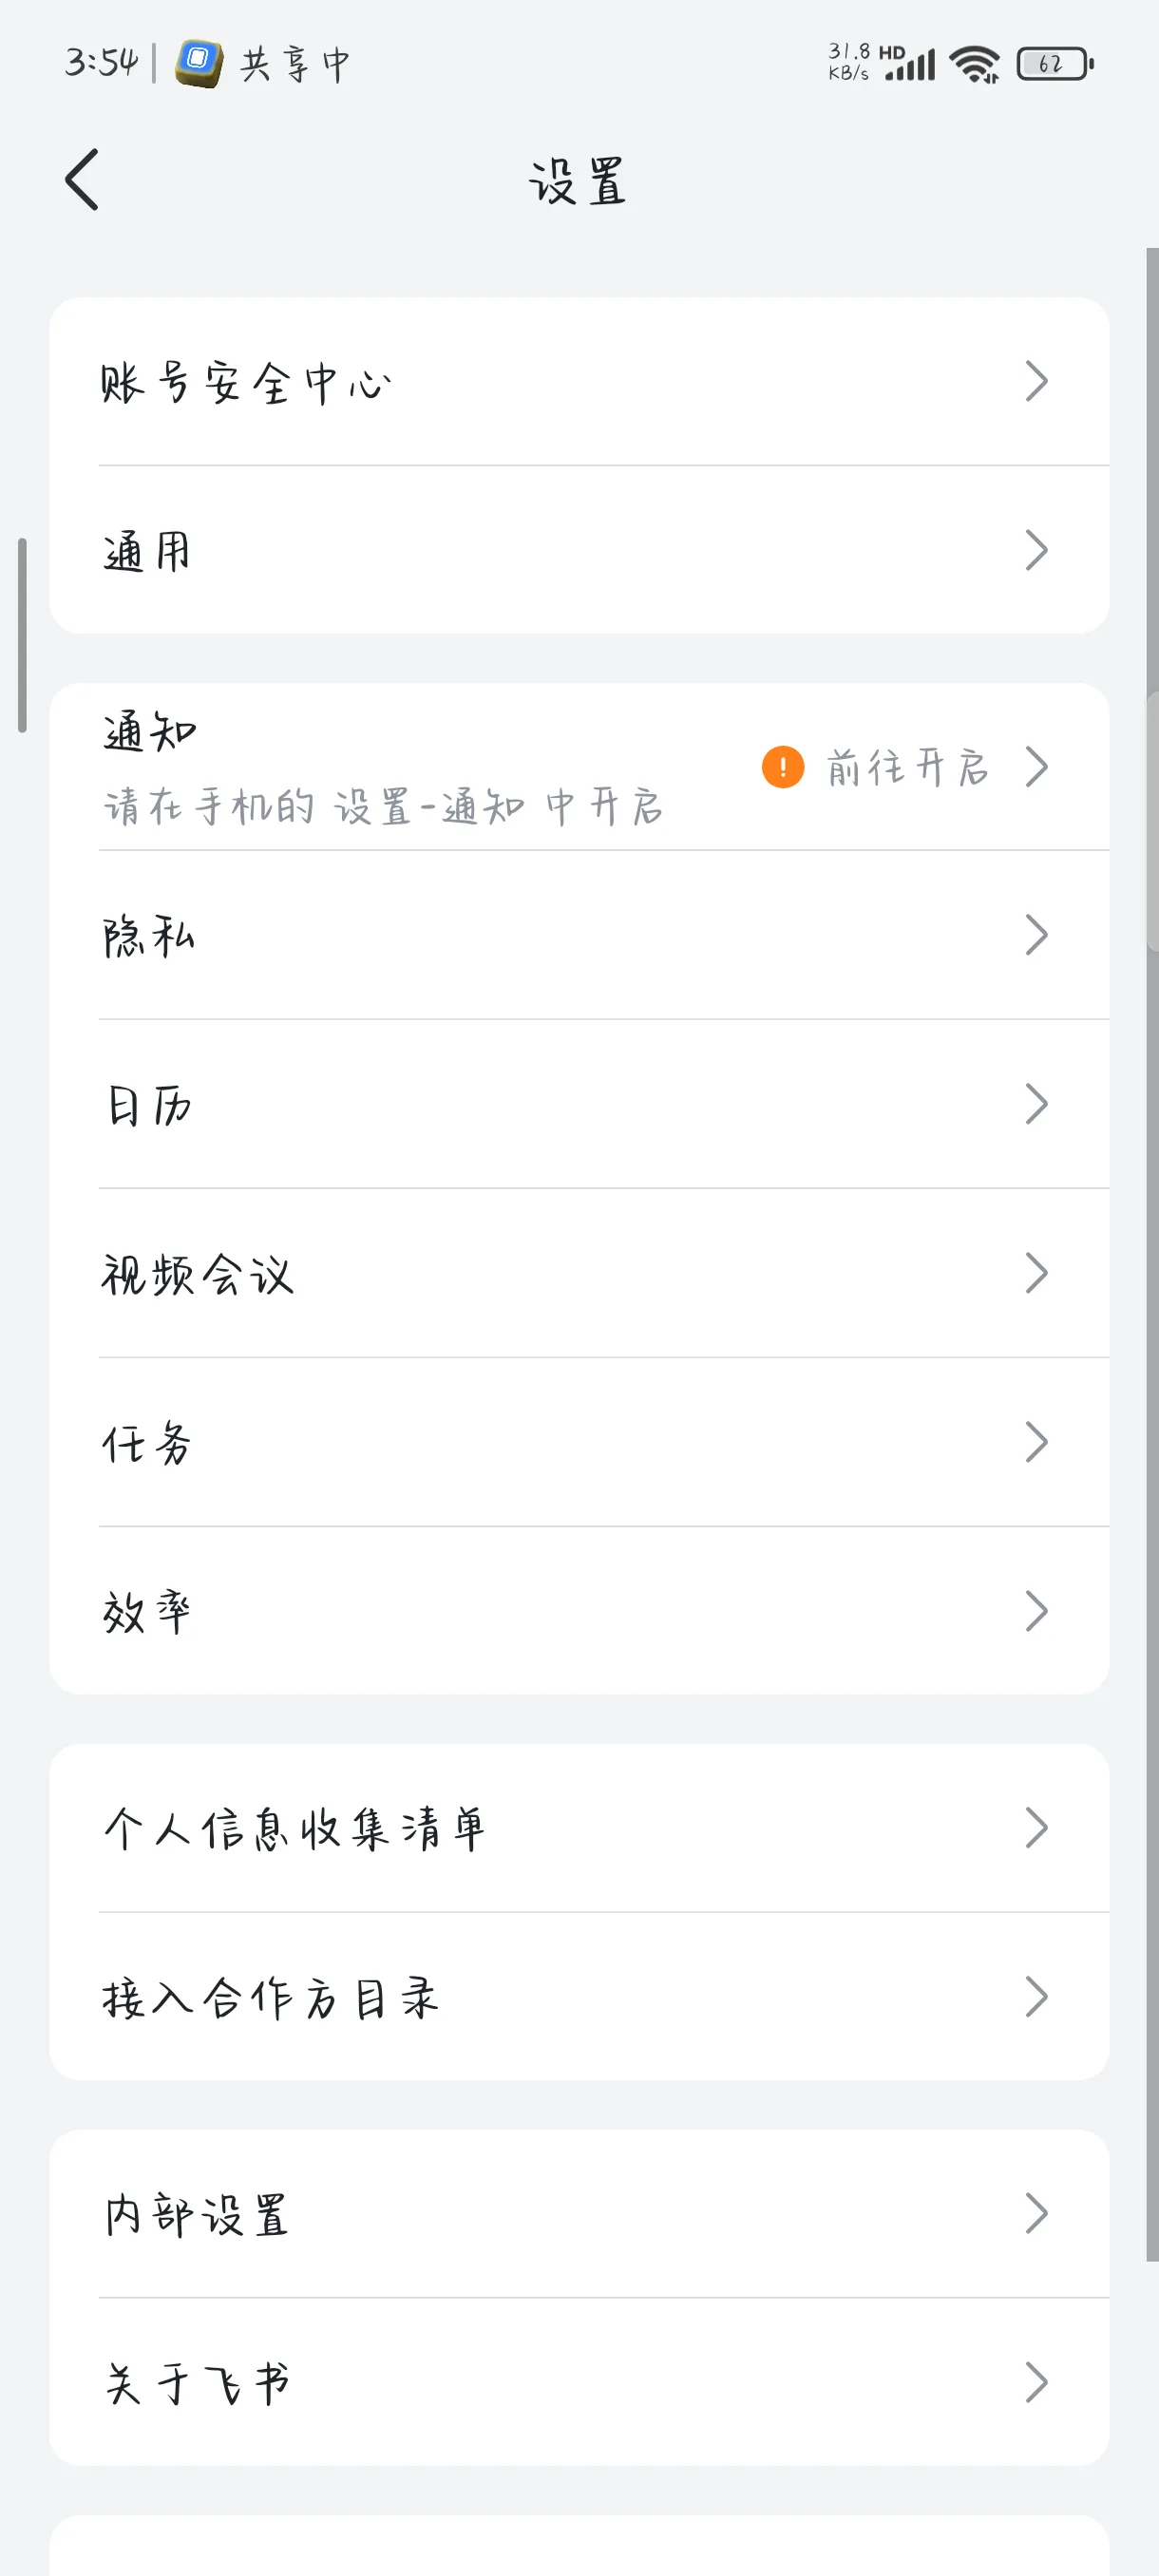 3:54
共享中
31.8 KB/s
HD
62
设置
账号安全中心
通用
通知
请在手机的 设置-通知 中开启
前往开启
隐私
日历
视频会议
任务
效率
个人信息收集清单
接入合作方目录
内部设置
关于飞书